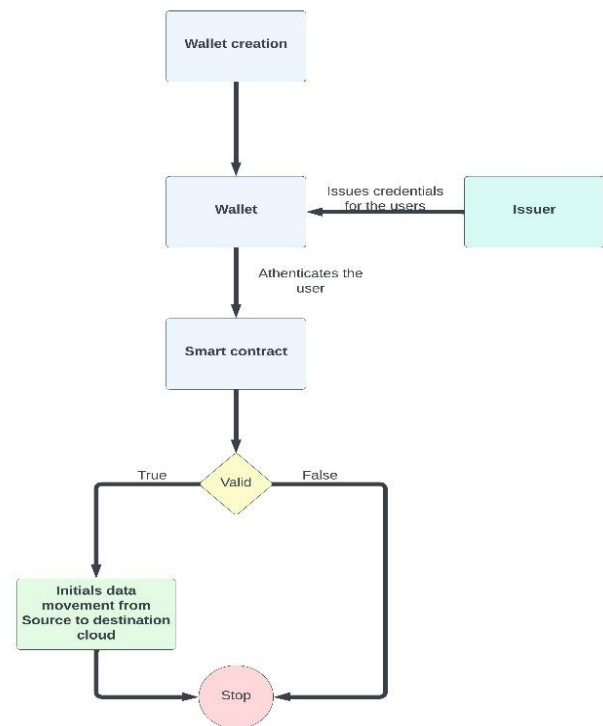 Wallet creation
Issues credentials
for the users
Wallet
Issuer
Athenticates the
user
Smart contract
True
Valid
False
Initials data
movement from
Source to destination
cloud
Stop